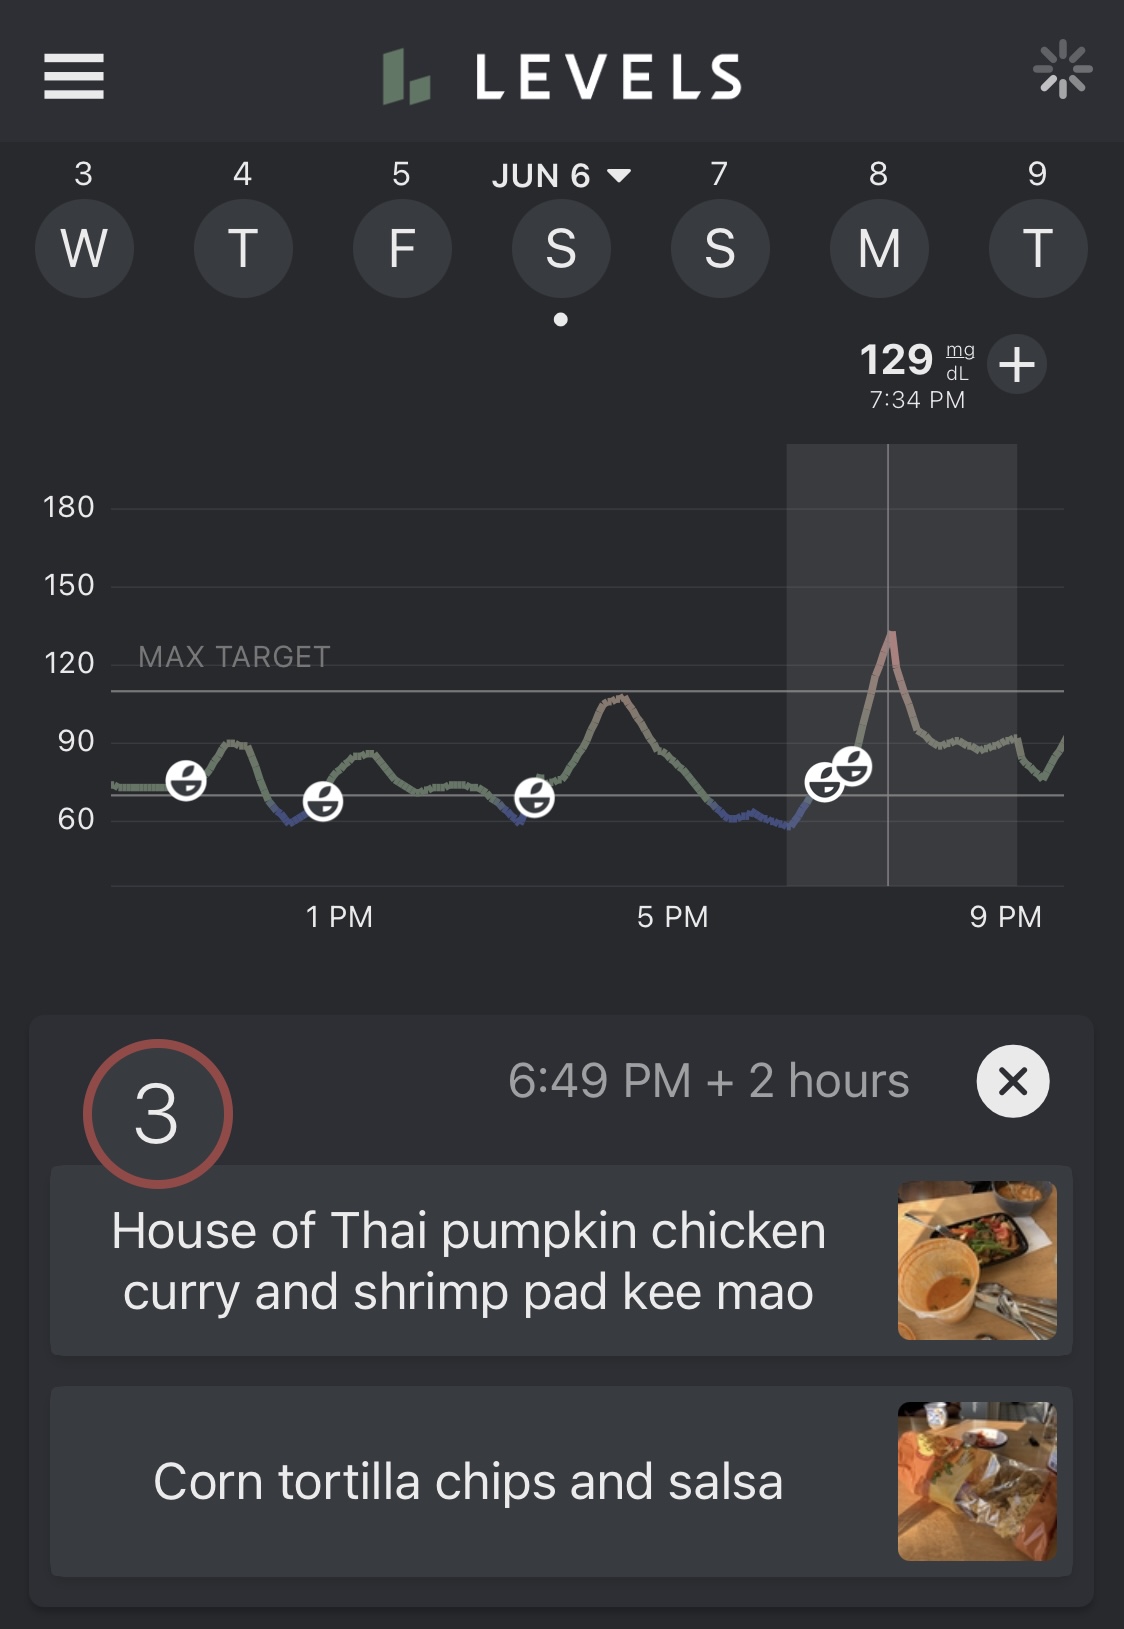 LEVELS
3 4 5 JUN 6 7 8 9
W T F S S M T
129 mg dL
7:34 PM
180
150
120
MAX TARGET
90
60
1 PM 5 PM 9 PM
3
6:49 PM + 2 hours
House of Thai pumpkin chicken
curry and shrimp pad kee mao
Corn tortilla chips and salsa